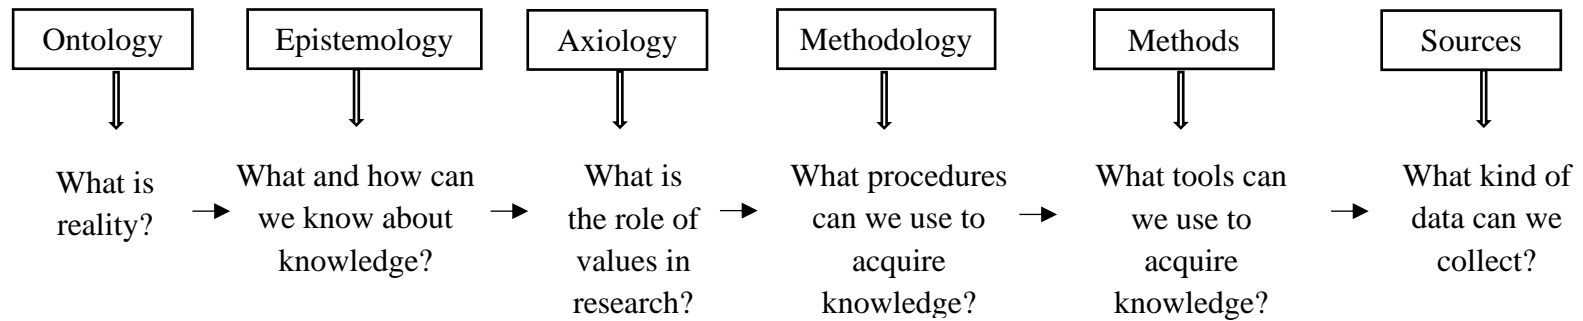 Ontology
Epistemology
Axiology
Methodology
Methods
Sources
What is
reality?
What and how can
we know about
knowledge?
What is
the role of
values in
research?
What procedures
can we use to
acquire
knowledge?
What tools can
we use to
acquire
knowledge?
What kind of
data can we
collect?